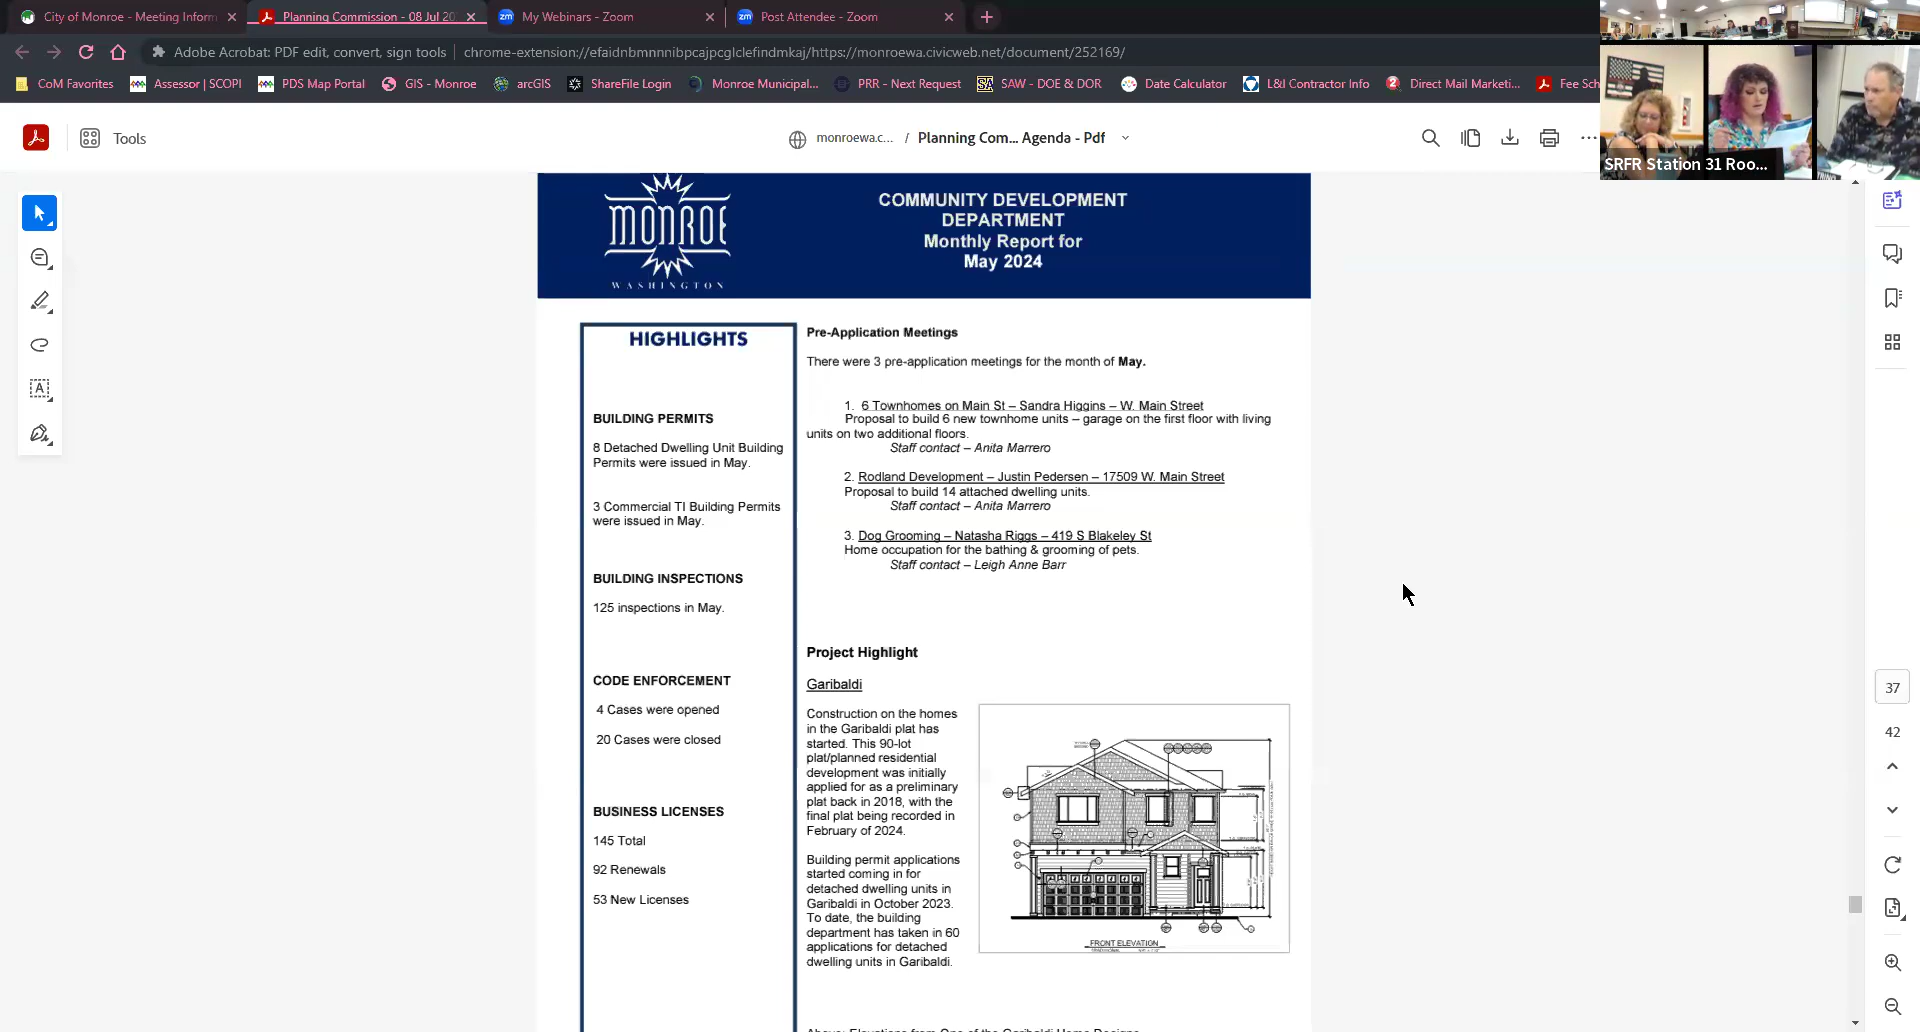 City of Monroe - Meeting Inform
Planning Commission - 08 Jul 20
My Webinars - Zoom
Post Attendee - Zoom
Adobe Acrobat: PDF edit, convert, sign tools
chrome-extension://efaidnbmnnnibpcajpcglclefindmkaj/https://monroewa.civicweb.net/document/252169/
CoM Favorites
Assessor | SCOPI
PDS Map Portal
GIS - Monroe
arcGIS
ShareFile Login
Monroe Municipal...
PRR - Next Request
SAW - DOE & DOR
Date Calculator
L&I Contractor Info
Direct Mail Marketi...
Fee Sch
SRFR Station 31 Roo...
Tools
monroewa.c... / Planning Com... Agenda - Pdf
MONROE
WASHINGTON
COMMUNITY DEVELOPMENT
DEPARTMENT
Monthly Report for
May 2024
HIGHLIGHTS
BUILDING PERMITS
8 Detached Dwelling Unit Building
Permits were issued in May.
3 Commercial TI Building Permits
were issued in May.
BUILDING INSPECTIONS
125 inspections in May.
CODE ENFORCEMENT
4 Cases were opened
20 Cases were closed
BUSINESS LICENSES
145 Total
92 Renewals
53 New Licenses
Pre-Application Meetings
There were 3 pre-application meetings for the month of May.
1. 6 Townhomes on Main St – Sandra Higgins – W. Main Street
Proposal to build 6 new townhome units – garage on the first floor with living
units on two additional floors.
Staff contact – Anita Marrero
2. Rodland Development – Justin Pedersen – 17509 W. Main Street
Proposal to build 14 attached dwelling units.
Staff contact – Anita Marrero
3. Dog Grooming – Natasha Riggs – 419 S Blakeley St
Home occupation for the bathing & grooming of pets.
Staff contact – Leigh Anne Barr
Project Highlight
Garibaldi
Construction on the homes
in the Garibaldi plat has
started. This 90-lot
plat/planned residential
development was initially
applied for as a preliminary
plat back in 2018, with the
final plat being recorded in
February of 2024.
Building permit applications
started coming in for
detached dwelling units in
Garibaldi in October 2023.
To date, the building
department has taken in 60
applications for detached
dwelling units in Garibaldi.
FRONT ELEVATION
Above: Elevations from One of the Garibaldi Home Designs
37
42